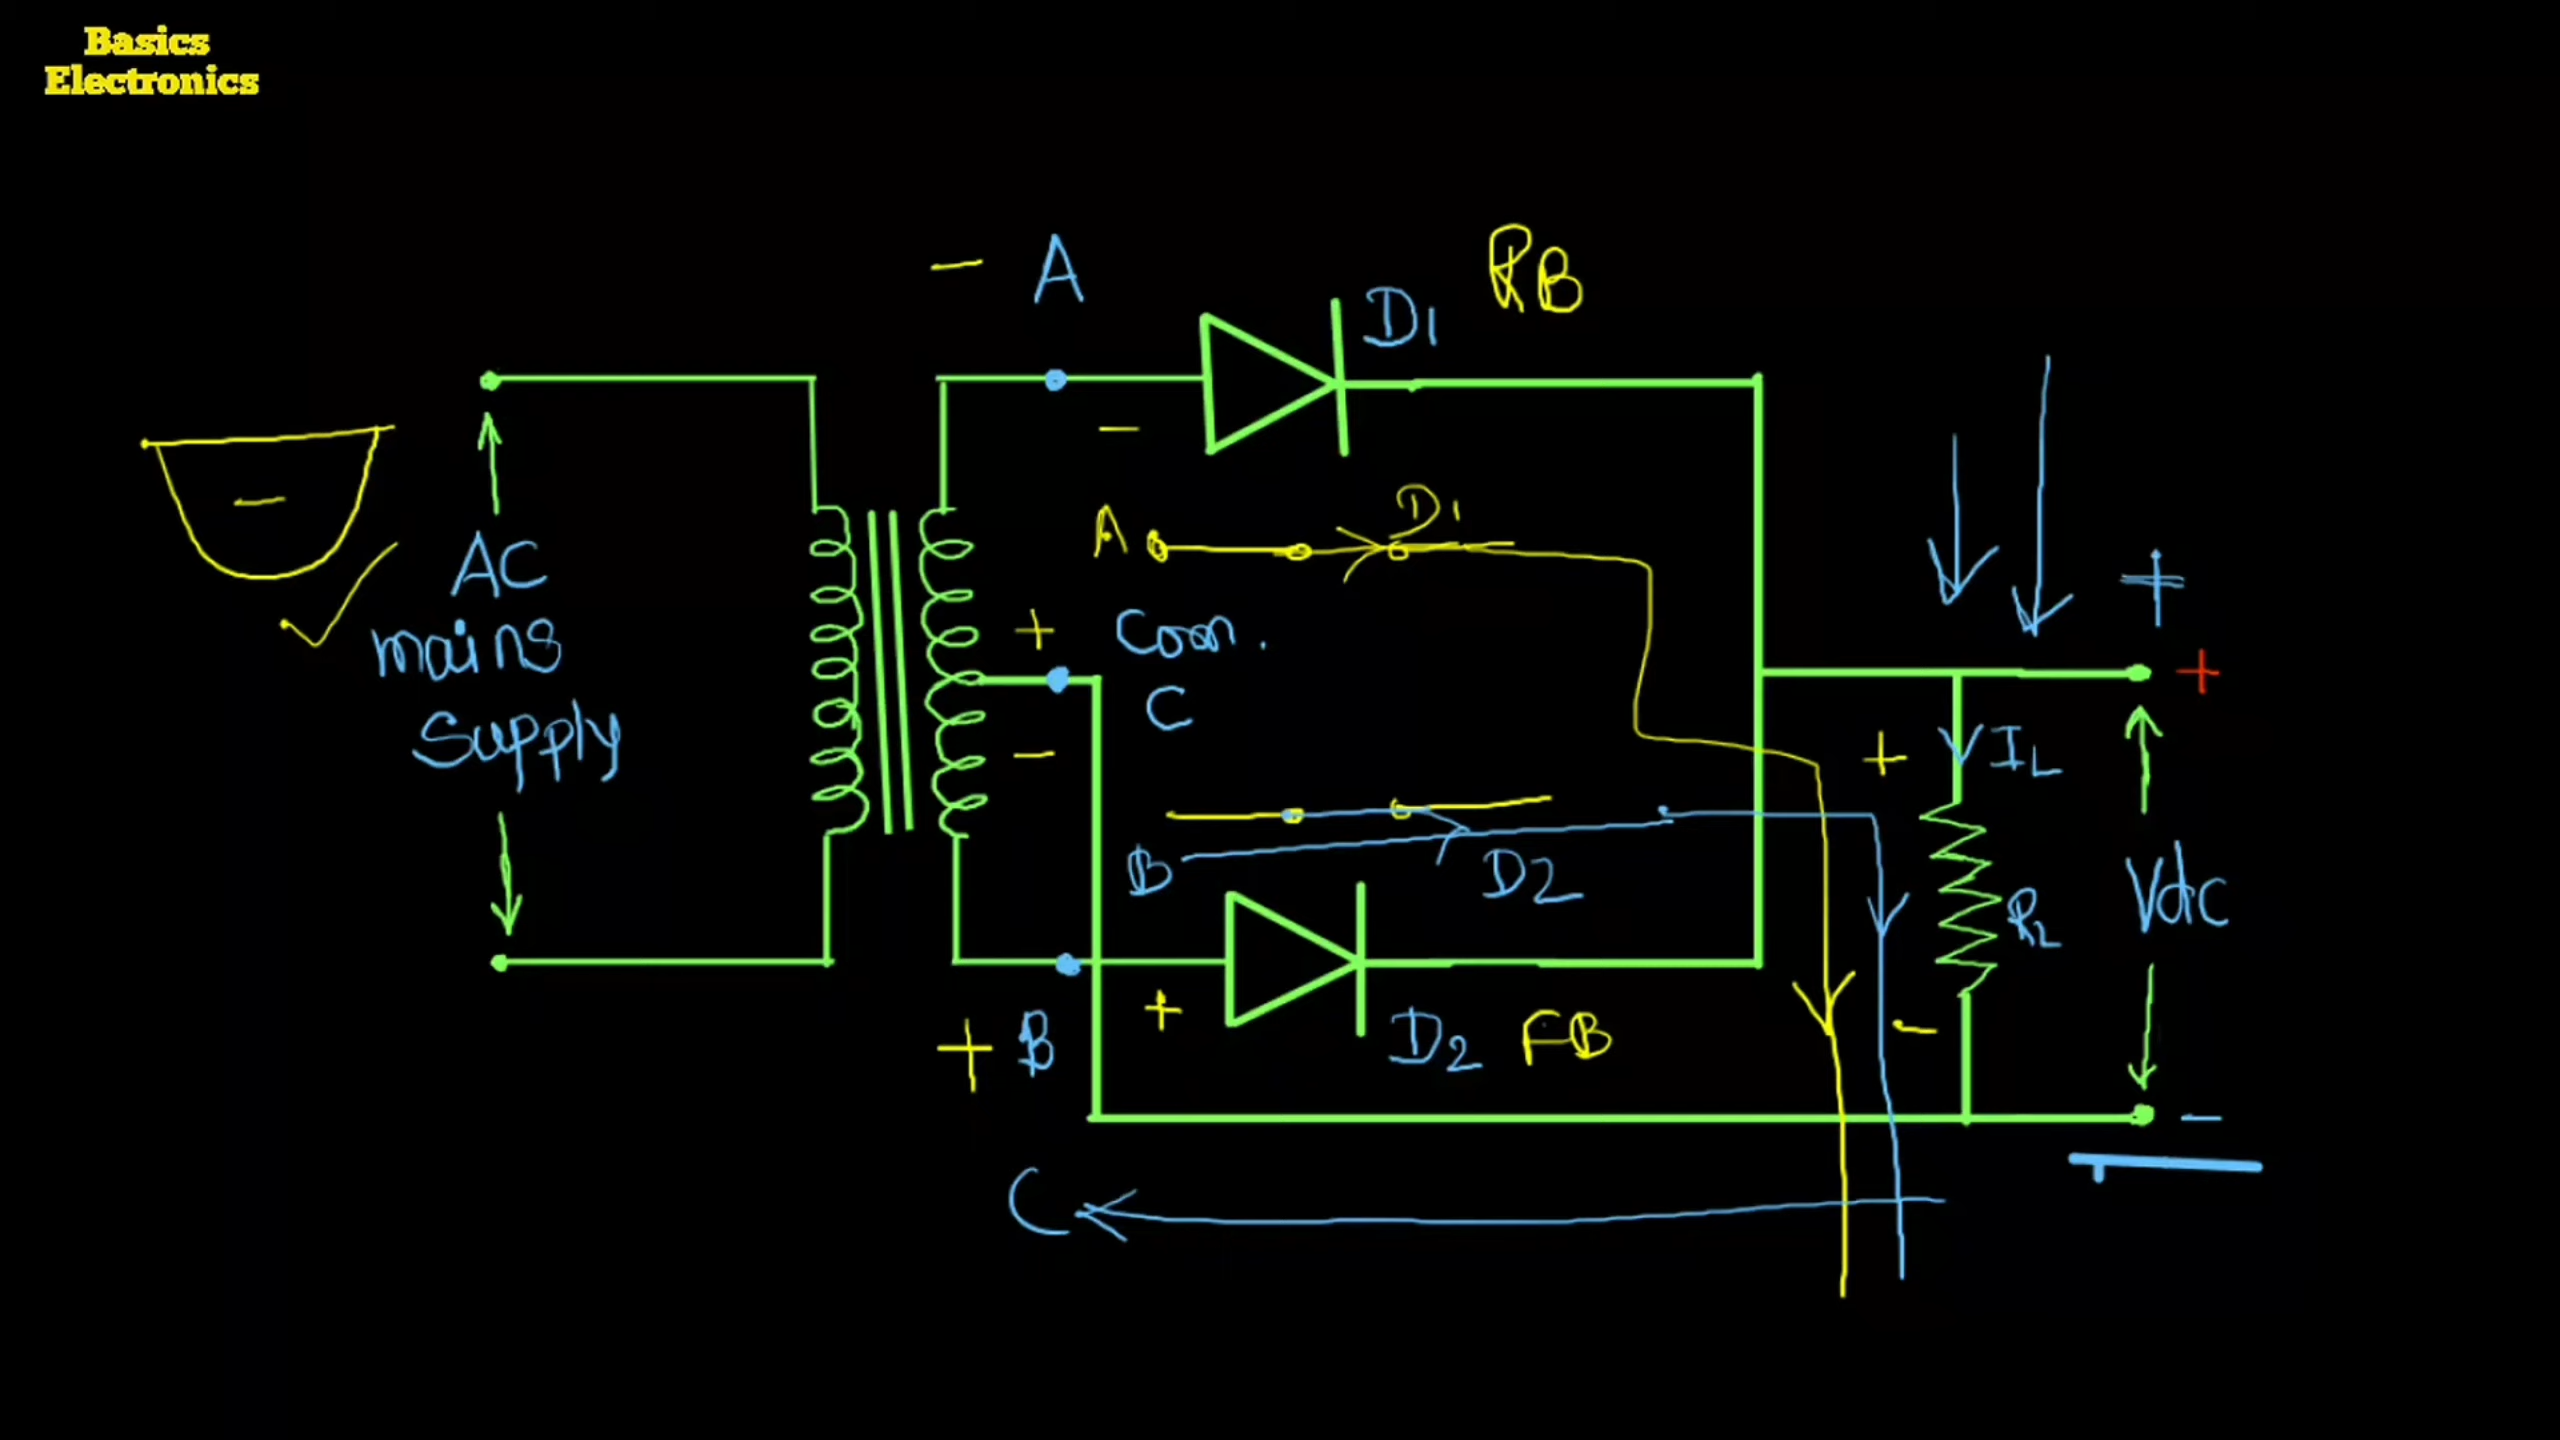 Basics
Electronics
- A
D1
RB
-
-
AC
mains
Supply
A
D1
+
Com.
C
-
+
+
+
IL
B
D2
RL
Vdc
+
B
+
D2
FB
-
-
C